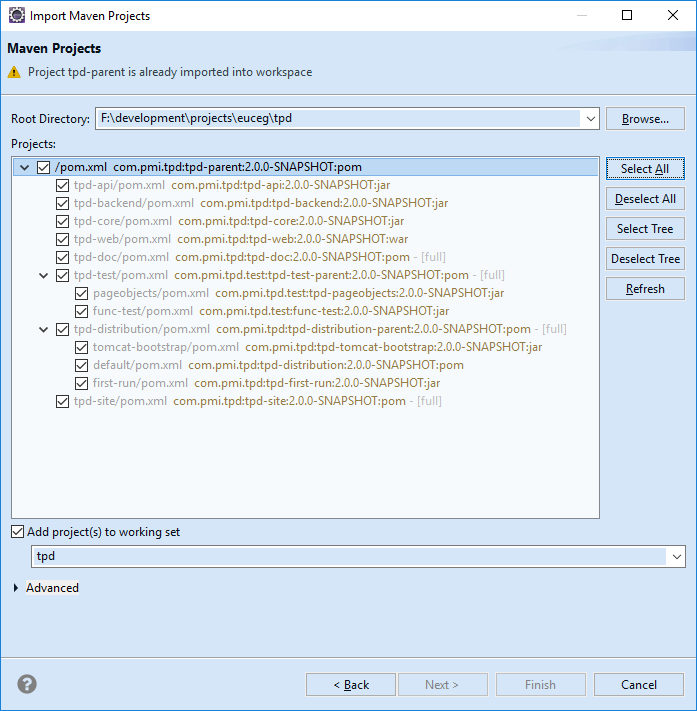 Import Maven Projects
Maven Projects
Project tpd-parent is already imported into workspace
Root Directory: F:\development\projects\euceg\tpd Browse...
Projects:
/pom.xml com.pmi.tpd:tpd-parent:2.0.0-SNAPSHOT:pom
tpd-api/pom.xml com.pmi.tpd:tpd-api:2.0.0-SNAPSHOT:jar
tpd-backend/pom.xml com.pmi.tpd:tpd-backend:2.0.0-SNAPSHOT:jar
tpd-core/pom.xml com.pmi.tpd:tpd-core:2.0.0-SNAPSHOT:jar
tpd-web/pom.xml com.pmi.tpd:tpd-web:2.0.0-SNAPSHOT:war
tpd-doc/pom.xml com.pmi.tpd:tpd-doc:2.0.0-SNAPSHOT:pom - [full]
tpd-test/pom.xml com.pmi.tpd.test:tpd-test-parent:2.0.0-SNAPSHOT:pom - [full]
pageobjects/pom.xml com.pmi.tpd.test:tpd-pageobjects:2.0.0-SNAPSHOT:jar
func-test/pom.xml com.pmi.tpd.test:func-test:2.0.0-SNAPSHOT:jar
tpd-distribution/pom.xml com.pmi.tpd:tpd-distribution-parent:2.0.0-SNAPSHOT:pom - [full]
tomcat-bootstrap/pom.xml com.pmi.tpd:tpd-tomcat-bootstrap:2.0.0-SNAPSHOT:jar
default/pom.xml com.pmi.tpd:tpd-distribution:2.0.0-SNAPSHOT:pom
first-run/pom.xml com.pmi.tpd:tpd-first-run:2.0.0-SNAPSHOT:jar
tpd-site/pom.xml com.pmi.tpd:tpd-site:2.0.0-SNAPSHOT:pom - [full]
Select All
Deselect All
Select Tree
Deselect Tree
Refresh
Add project(s) to working set
tpd
Advanced
? < Back Next > Finish Cancel